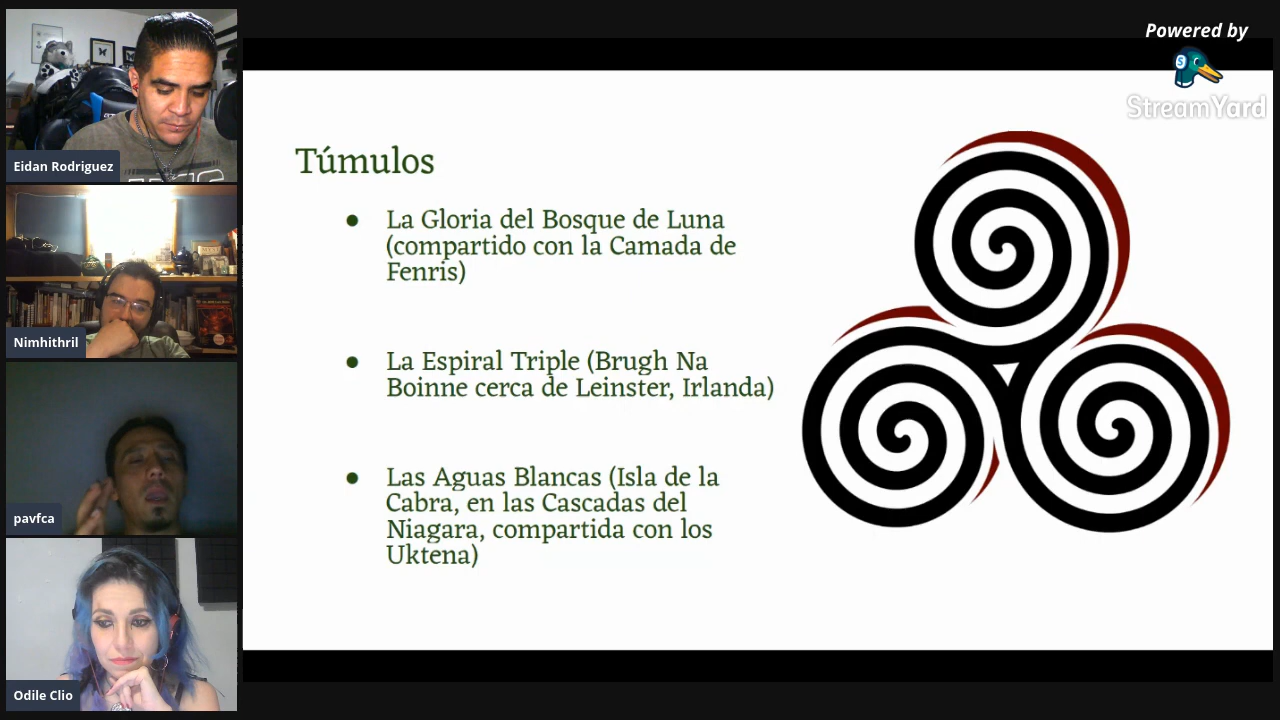 Powered by
StreamYard
Eidan Rodriguez
Nimhithril
pavfca
Odile Clio
Túmulos
● La Gloria del Bosque de Luna
(compartido con la Camada de
Fenris)
● La Espiral Triple (Brugh Na
Boinne cerca de Leinster, Irlanda)
● Las Aguas Blancas (Isla de la
Cabra, en las Cascadas del
Niagara, compartida con los
Uktena)